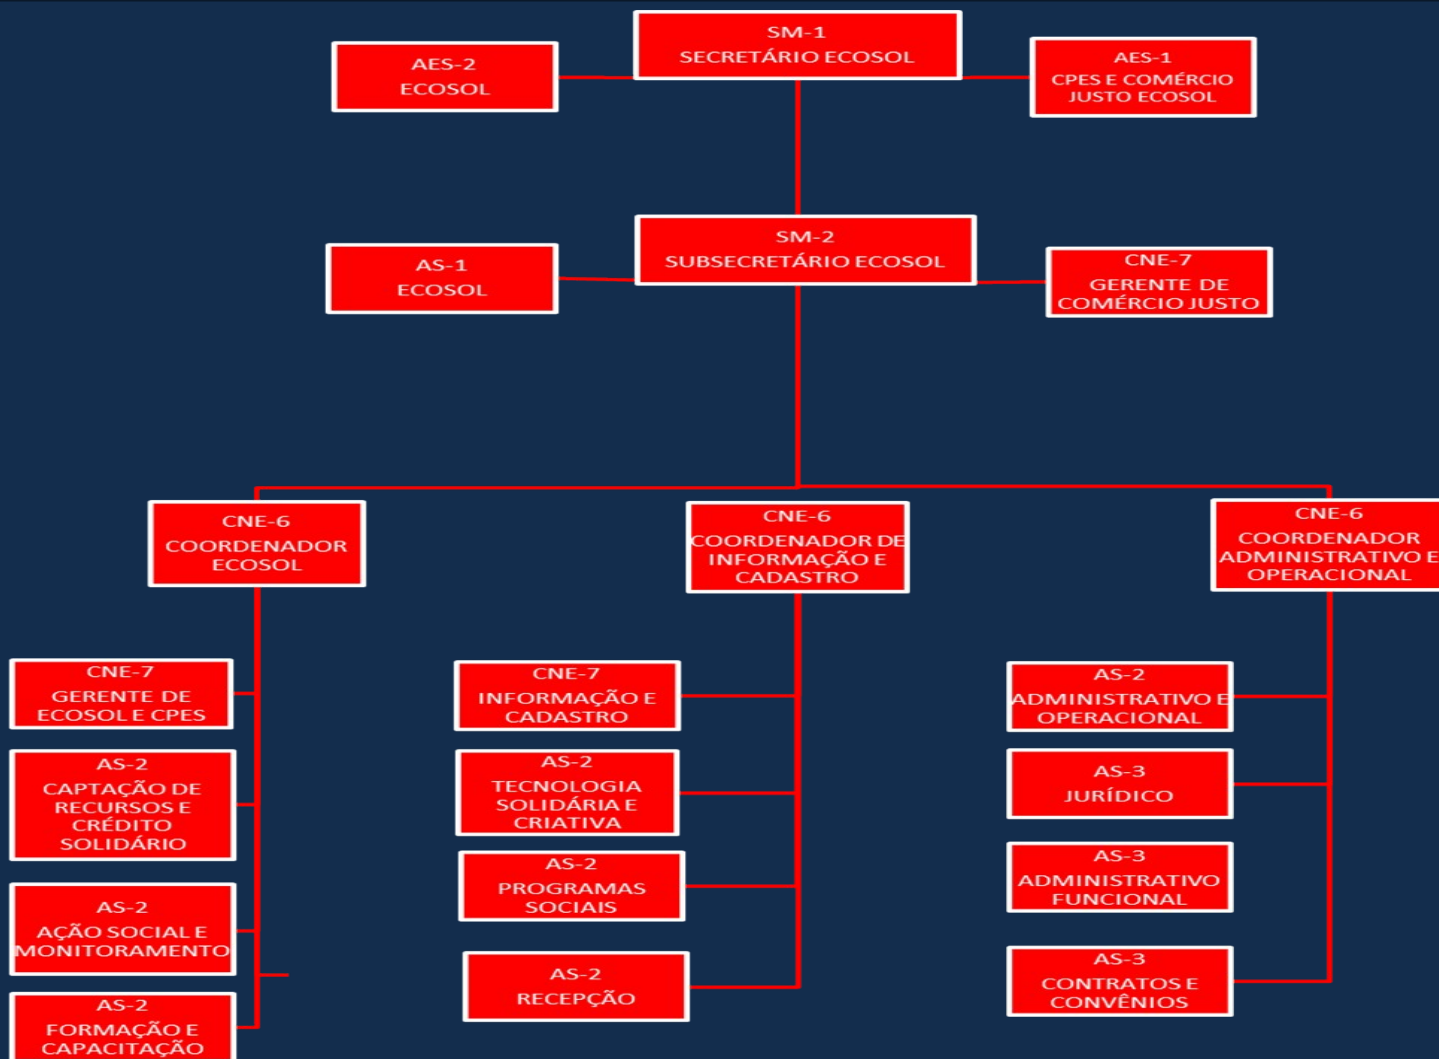 SM-1
SECRETÁRIO ECOSOL
AES-2
ECOSOL
AES-1
CPES E COMÉRCIO
JUSTO ECOSOL
SM-2
SUBSECRETÁRIO ECOSOL
AS-1
ECOSOL
CNE-7
GERENTE DE
COMÉRCIO JUSTO
CNE-6
COORDENADOR
ECOSOL
CNE-6
COORDENADOR DE
INFORMAÇÃO E
CADASTRO
CNE-6
COORDENADOR
ADMINISTRATIVO E
OPERACIONAL
CNE-7
GERENTE DE
ECOSOL E CPES
AS-2
CAPTAÇÃO DE
RECURSOS E
CRÉDITO
SOLIDÁRIO
AS-2
AÇÃO SOCIAL E
MONITORAMENTO
AS-2
FORMAÇÃO E
CAPACITAÇÃO
CNE-7
INFORMAÇÃO E
CADASTRO
AS-2
TECNOLOGIA
SOLIDÁRIA E
CRIATIVA
AS-2
PROGRAMAS
SOCIAIS
AS-2
RECEPÇÃO
AS-2
ADMINISTRATIVO E
OPERACIONAL
AS-3
JURÍDICO
AS-3
ADMINISTRATIVO
FUNCIONAL
AS-3
CONTRATOS E
CONVÊNIOS